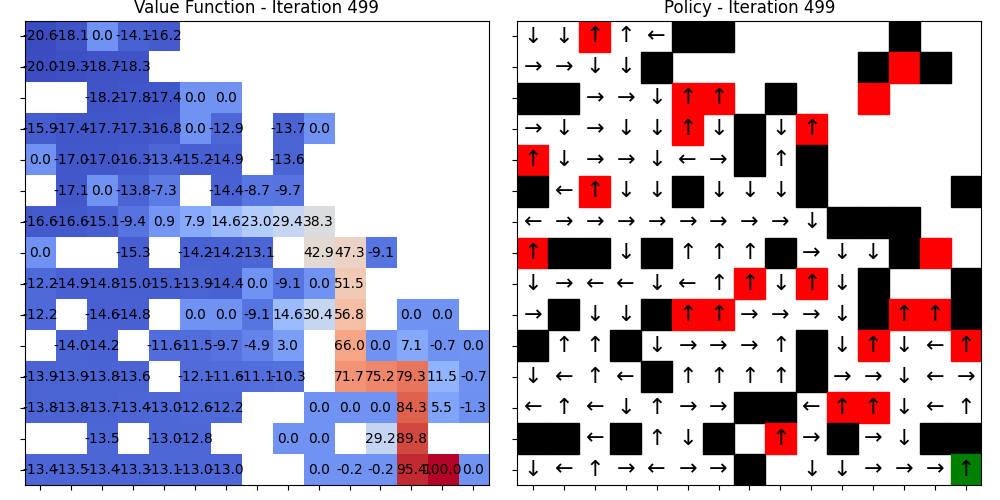 Value Function - Iteration 499
Policy - Iteration 499
-20.6 -18.1 0.0 -14.1 -16.2
↓ ↓ ↑ ↑ ←
-20.0 -19.3 -18.7 -18.3
→ → ↓ ↓
-18.2 -17.8 -17.4 0.0 0.0
→ → ↓ ↑ ↑
-15.9 -17.4 -17.7 -17.3 -16.8 0.0 -12.9 -13.7 0.0
→ ↓ ↓ ↓ ↓ ↑ ↓ ↓ ↑
0.0 -17.0 -17.0 -16.3 -13.4 -15.2 -14.9 -13.6
↑ ↓ → → ↓ ← → ↑
-17.1 0.0 -13.8 -7.3 -14.4 -8.7 -9.7
← ↑ ↓ ↓ ↓ ↓ ↓
-16.6 -16.6 -15.1 -9.4 0.9 7.9 14.6 23.0 29.4 38.3
← → → → → → → → → ↓
0.0 -15.3 -14.2 -14.2 -13.1 42.9 47.3 -9.1
↑ ↓ ↑ ↑ ↑ → ↓ ↓
-12.2 -14.9 -14.8 -15.0 -15.1 -13.9 -14.4 0.0 -9.1 0.0 51.5
↓ → ← ← ↓ ← ↑ ↑ ↓ ↑ ↓
-12.2 -14.6 -14.8 0.0 0.0 -9.1 14.6 30.4 56.8 0.0 0.0
→ ↓ ↓ ↑ ↑ → → → ↓ ↑ ↑
-14.0 -14.2 -11.6 -11.5 -9.7 -4.9 3.0 66.0 0.0 7.1 -0.7 0.0
↑ ↑ ↓ → → → ↑ ↓ ↑ ↓ ← ↑
-13.9 -13.9 -13.8 -13.6 -12.1 -11.6 -11.1 -10.3 71.7 75.2 79.3 11.5 -0.7
↓ ← ↑ ← ↑ ↑ ↑ ↑ → → ↓ ← →
-13.8 -13.8 -13.7 -13.4 -13.0 -12.6 -12.2 0.0 0.0 0.0 84.3 5.5 -1.3
← ↑ ← ↓ ↑ → → ← ↑ ↑ ↓ ← ↑
-13.5 -13.0 -12.8 0.0 0.0 29.2 89.8
← ↑ ↓ ↑ → → ↓
-13.4 -13.5 -13.4 -13.1 -13.1 -13.0 -13.0 0.0 -0.2 -0.2 95.4 100.0 0.0
↓ ← ↑ → ← → → ↓ ↓ → → → ↑